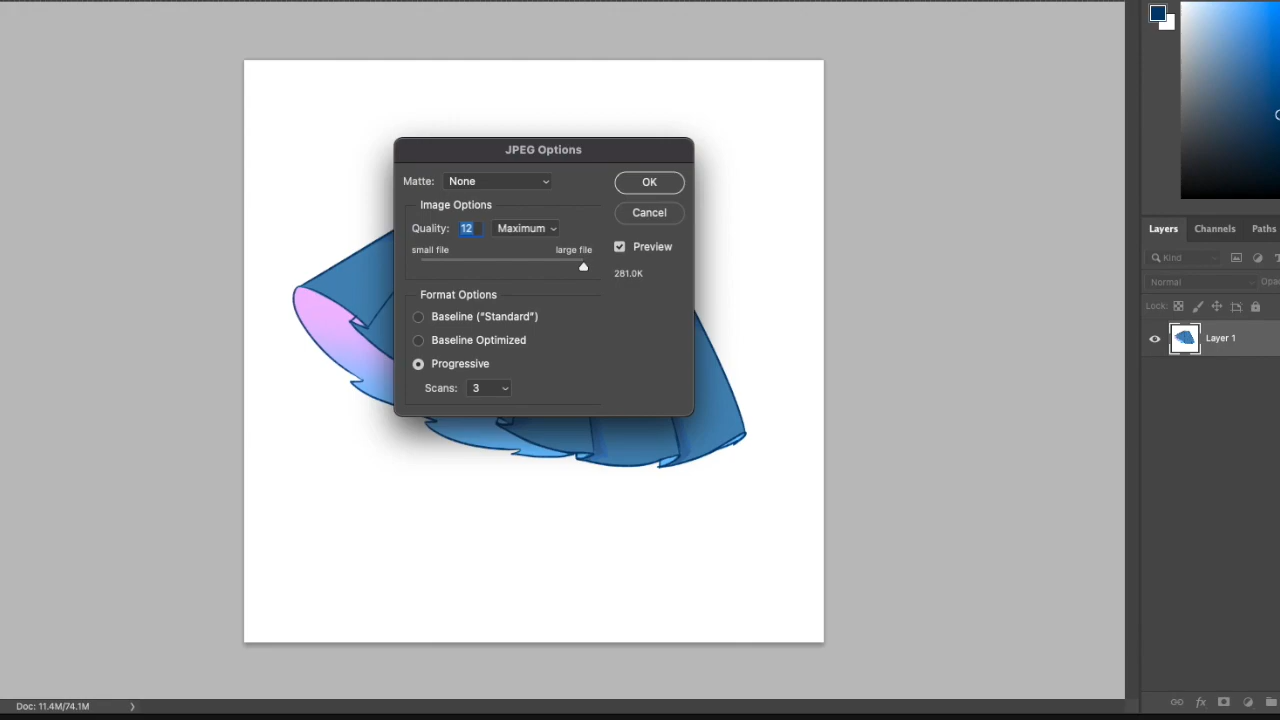 JPEG Options
Matte: None
OK
Image Options
Cancel
Quality: 12 Maximum
small file large file
Preview
281.0K
Format Options
Baseline ("Standard")
Baseline Optimized
Progressive
Scans: 3
Layers Channels Paths
Kind
Normal
Opac
Lock:
Layer 1
fx
Doc: 11.4M/74.1M